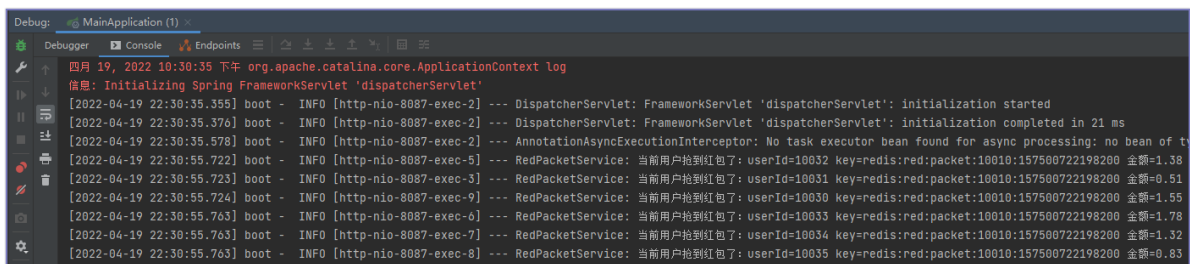 Debug: MainApplication (1) ×
Debugger Console Endpoints
四月 19, 2022 10:30:35 下午 org.apache.catalina.core.ApplicationContext log
信息: Initializing Spring FrameworkServlet 'dispatcherServlet'
[2022-04-19 22:30:35.355] boot - INFO [http-nio-8087-exec-2] --- DispatcherServlet: FrameworkServlet 'dispatcherServlet': initialization started
[2022-04-19 22:30:35.376] boot - INFO [http-nio-8087-exec-2] --- DispatcherServlet: FrameworkServlet 'dispatcherServlet': initialization completed in 21 ms
[2022-04-19 22:30:35.578] boot - INFO [http-nio-8087-exec-2] --- AnnotationAsyncExecutionInterceptor: No task executor bean found for async processing: no bean of ty
[2022-04-19 22:30:55.722] boot - INFO [http-nio-8087-exec-5] --- RedPacketService: 当前用户抢到红包了: userId=10032 key=redis:red:packet:10010:157500722198200 金额=1.38
[2022-04-19 22:30:55.723] boot - INFO [http-nio-8087-exec-3] --- RedPacketService: 当前用户抢到红包了: userId=10031 key=redis:red:packet:10010:157500722198200 金额=0.51
[2022-04-19 22:30:55.724] boot - INFO [http-nio-8087-exec-9] --- RedPacketService: 当前用户抢到红包了: userId=10030 key=redis:red:packet:10010:157500722198200 金额=1.55
[2022-04-19 22:30:55.763] boot - INFO [http-nio-8087-exec-6] --- RedPacketService: 当前用户抢到红包了: userId=10033 key=redis:red:packet:10010:157500722198200 金额=1.78
[2022-04-19 22:30:55.763] boot - INFO [http-nio-8087-exec-7] --- RedPacketService: 当前用户抢到红包了: userId=10034 key=redis:red:packet:10010:157500722198200 金额=1.32
[2022-04-19 22:30:55.763] boot - INFO [http-nio-8087-exec-8] --- RedPacketService: 当前用户抢到红包了: userId=10035 key=redis:red:packet:10010:157500722198200 金额=0.83